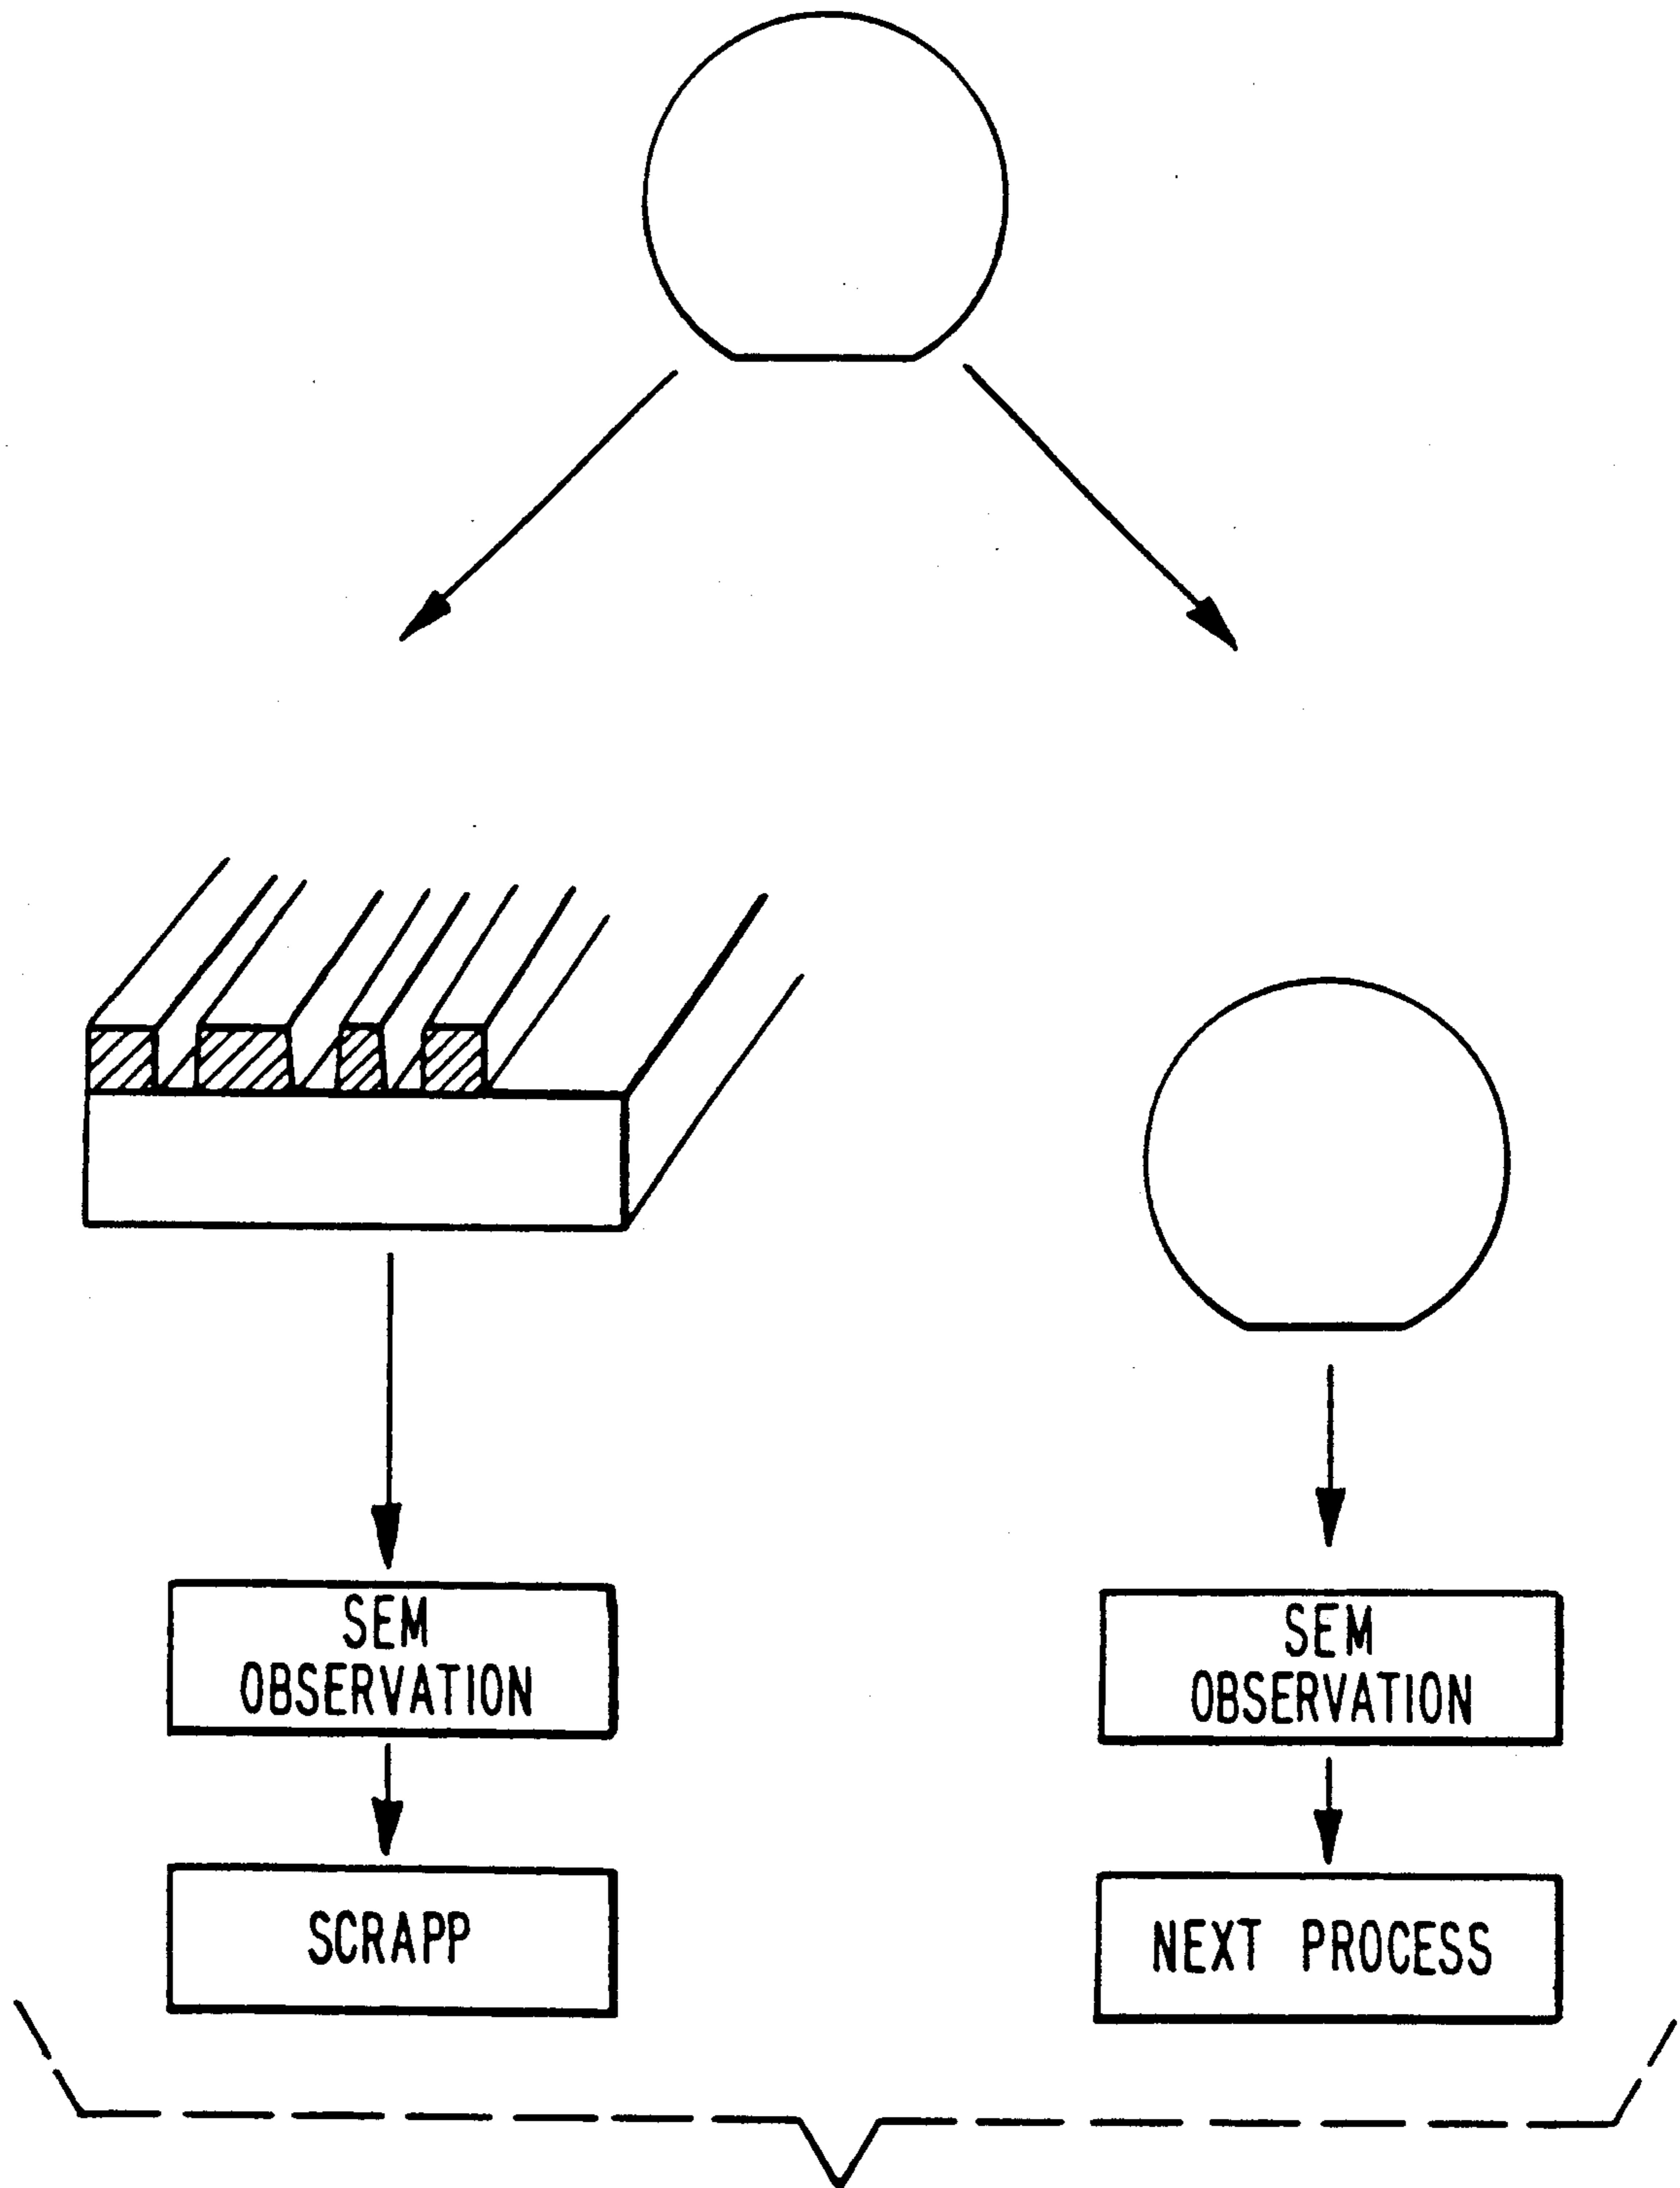 SEM
OBSERVATION
SCRAPP
SEM
OBSERVATION
NEXT PROCESS